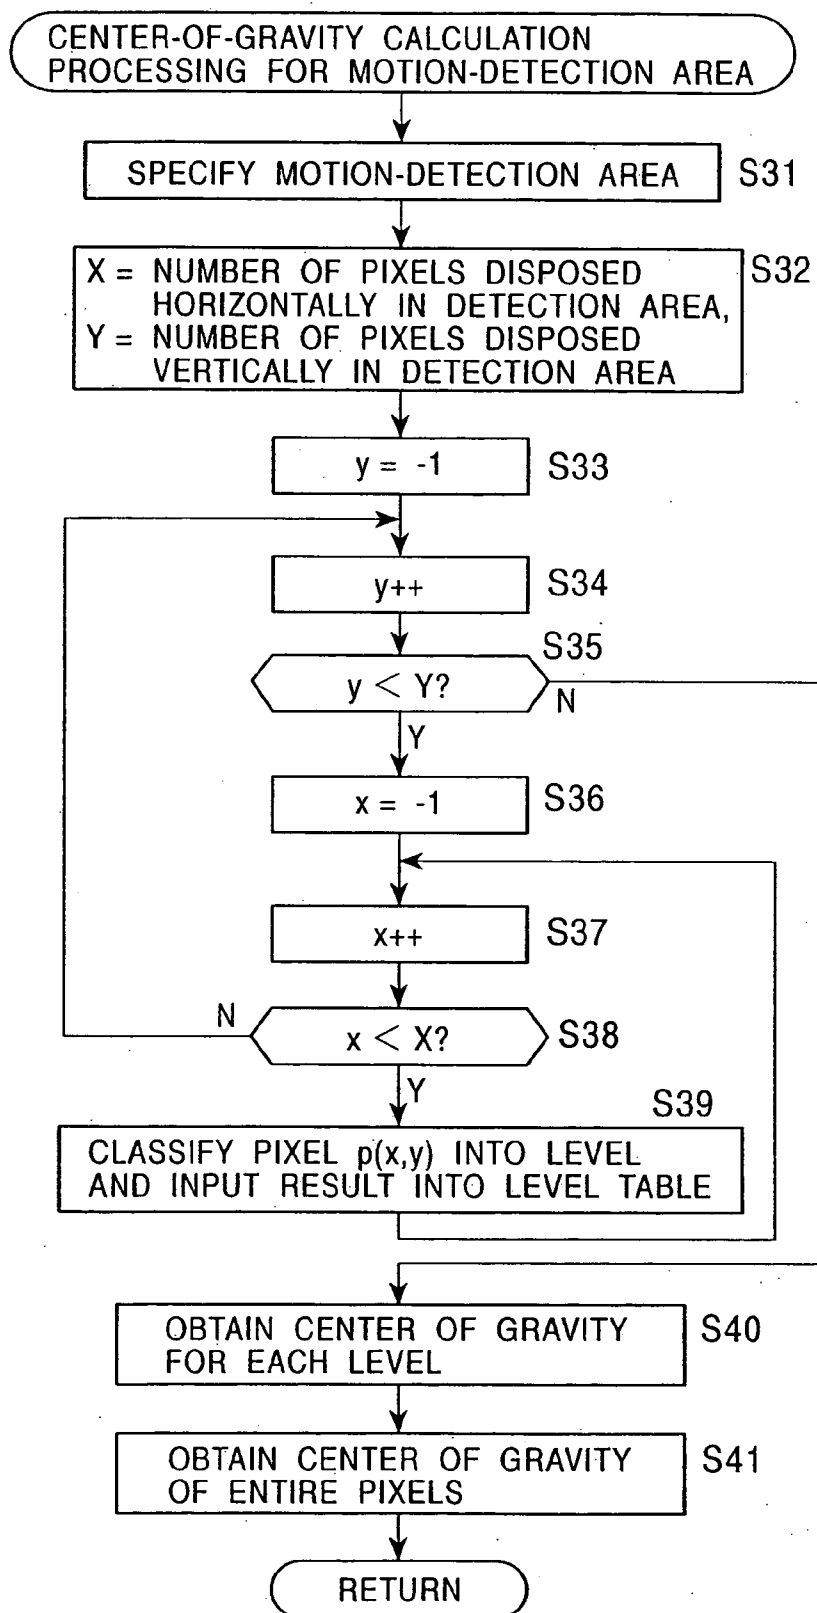 CENTER-OF-GRAVITY CALCULATION
PROCESSING FOR MOTION-DETECTION AREA
SPECIFY MOTION-DETECTION AREA S31
X = NUMBER OF PIXELS DISPOSED S32
HORIZONTALLY IN DETECTION AREA,
Y = NUMBER OF PIXELS DISPOSED
VERTICALLY IN DETECTION AREA
y = -1 S33
y++ S34
S35
y < Y?
N
Y
x = -1 S36
x++ S37
N
x < X? S38
Y
S39
CLASSIFY PIXEL p(x,y) INTO LEVEL
AND INPUT RESULT INTO LEVEL TABLE
OBTAIN CENTER OF GRAVITY S40
FOR EACH LEVEL
OBTAIN CENTER OF GRAVITY S41
OF ENTIRE PIXELS
RETURN